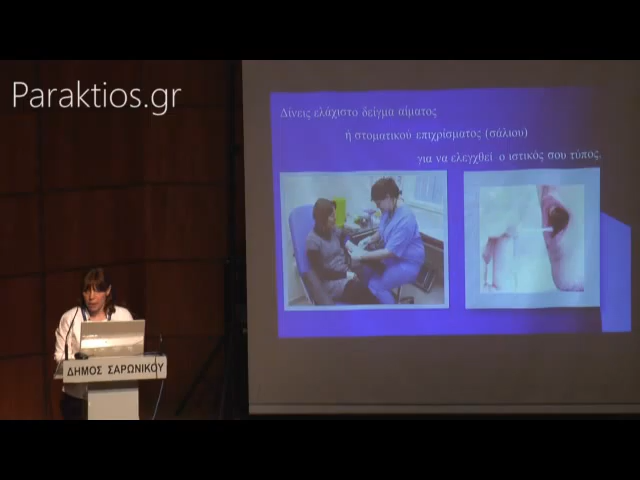 Paraktios.gr
Δίνεις ελάχιστο δείγμα αίματος
ή στοματικού επιχρίσματος (σάλιου)
για να ελεγχθεί ο ιστικός σου τύπος.
ΔΗΜΟΣ ΣΑΡΩΝΙΚΟΥ